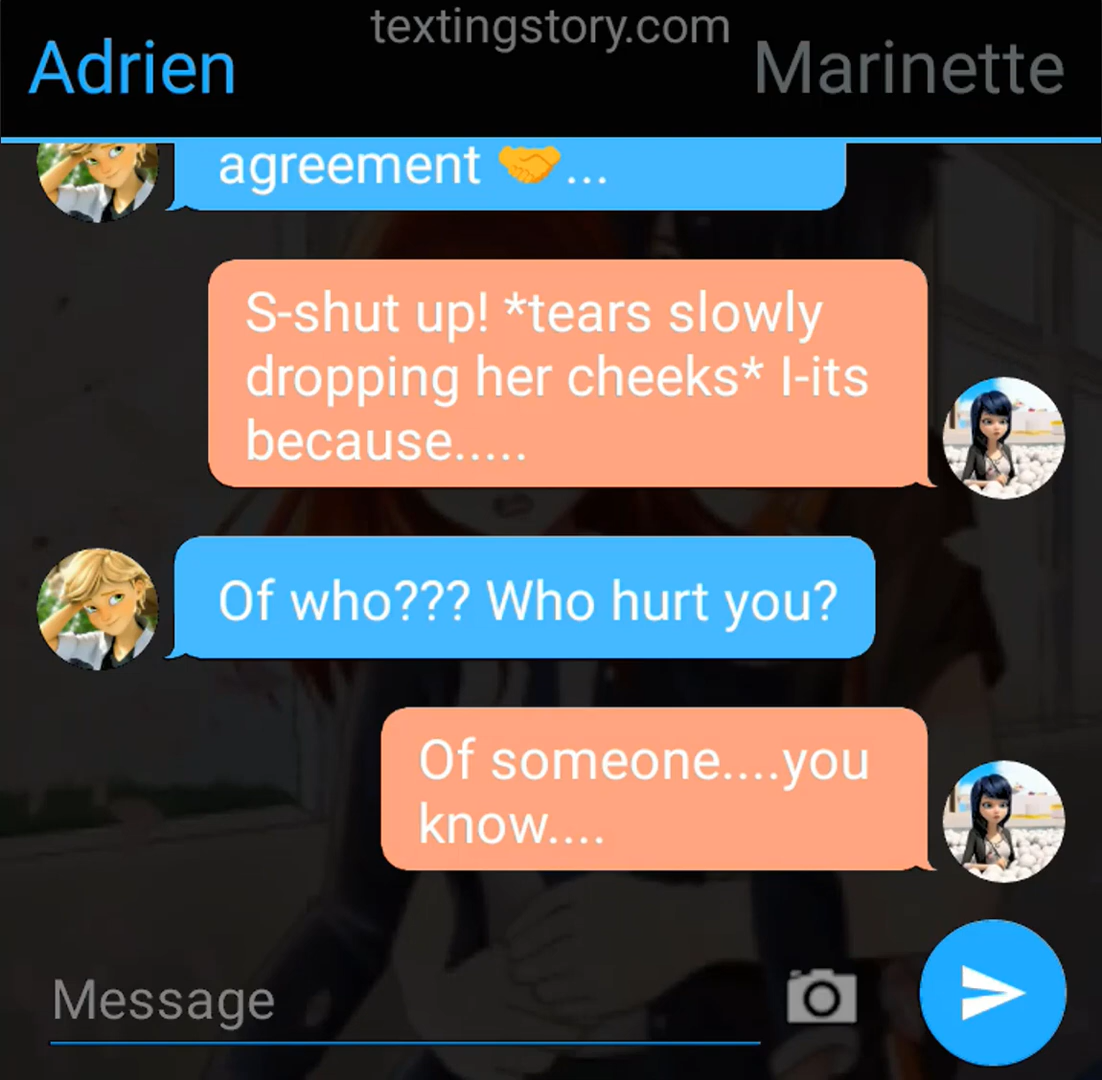 textingstory.com
Adrien
Marinette
agreement 🤝...
S-shut up! *tears slowly
dropping her cheeks* I-its
because.....
Of who??? Who hurt you?
Of someone....you
know....
Message